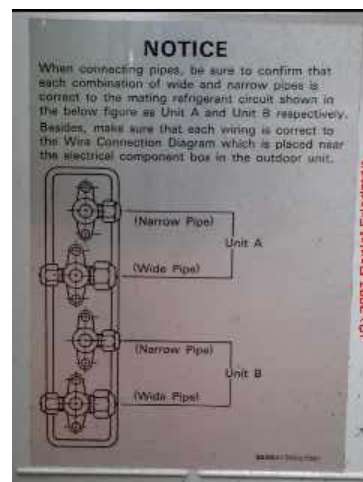 NOTICE
When connecting pipes, be sure to confirm that
each combination of wide and narrow pipes is
correct to the mating refrigerant circuit shown in
the below figure as Unit A and Unit B respectively.
Besides, make sure that each wiring is correct to
the Wire Connection Diagram which is placed near
the electrical component box in the outdoor unit.
(Narrow Pipe)
Unit A
(Wide Pipe)
(Narrow Pipe)
Unit B
(Wide Pipe)